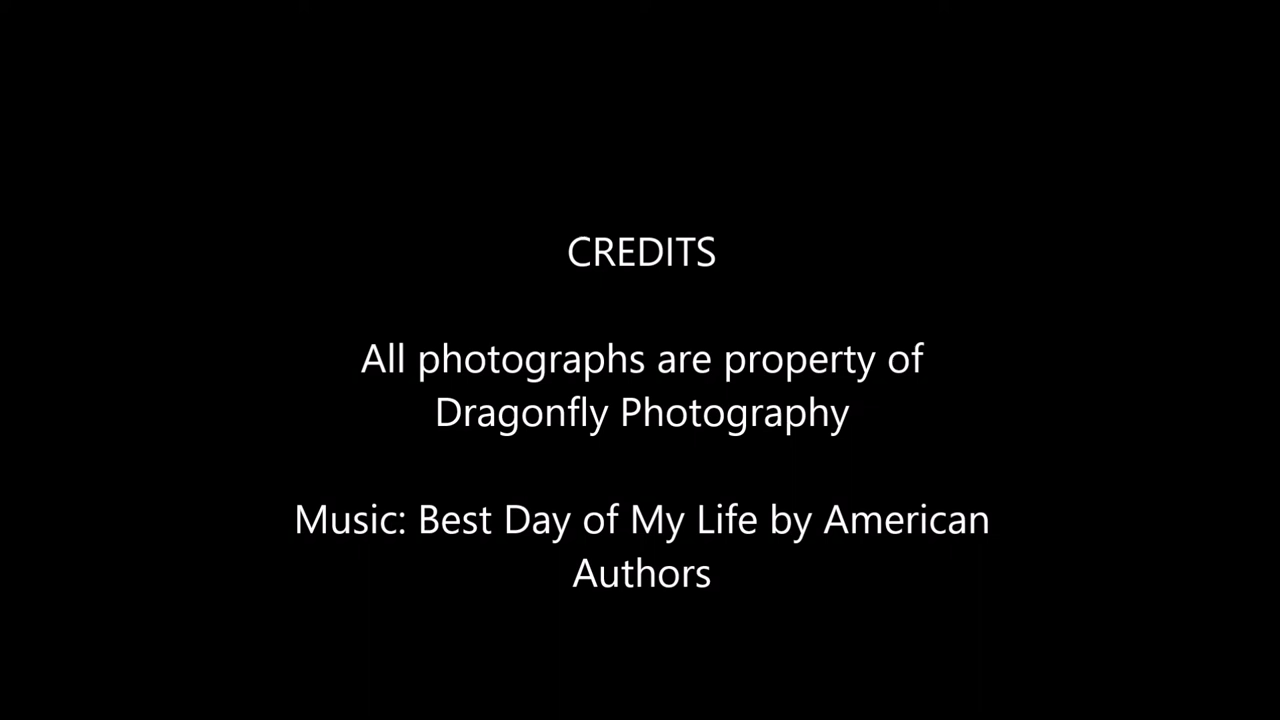 CREDITS
All photographs are property of
Dragonfly Photography
Music: Best Day of My Life by American
Authors